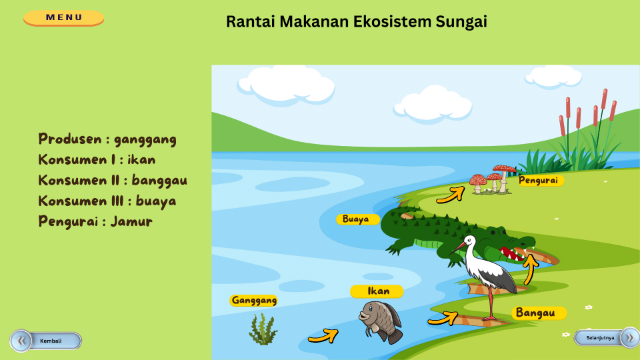 MENU
Rantai Makanan Ekosistem Sungai
Produsen : ganggang
Konsumen I : ikan
Konsumen II : banggau
Konsumen III : buaya
Pengurai : Jamur
Pengurai
Buaya
Ikan
Ganggang
Bangau
Kembali
Selanjutnya